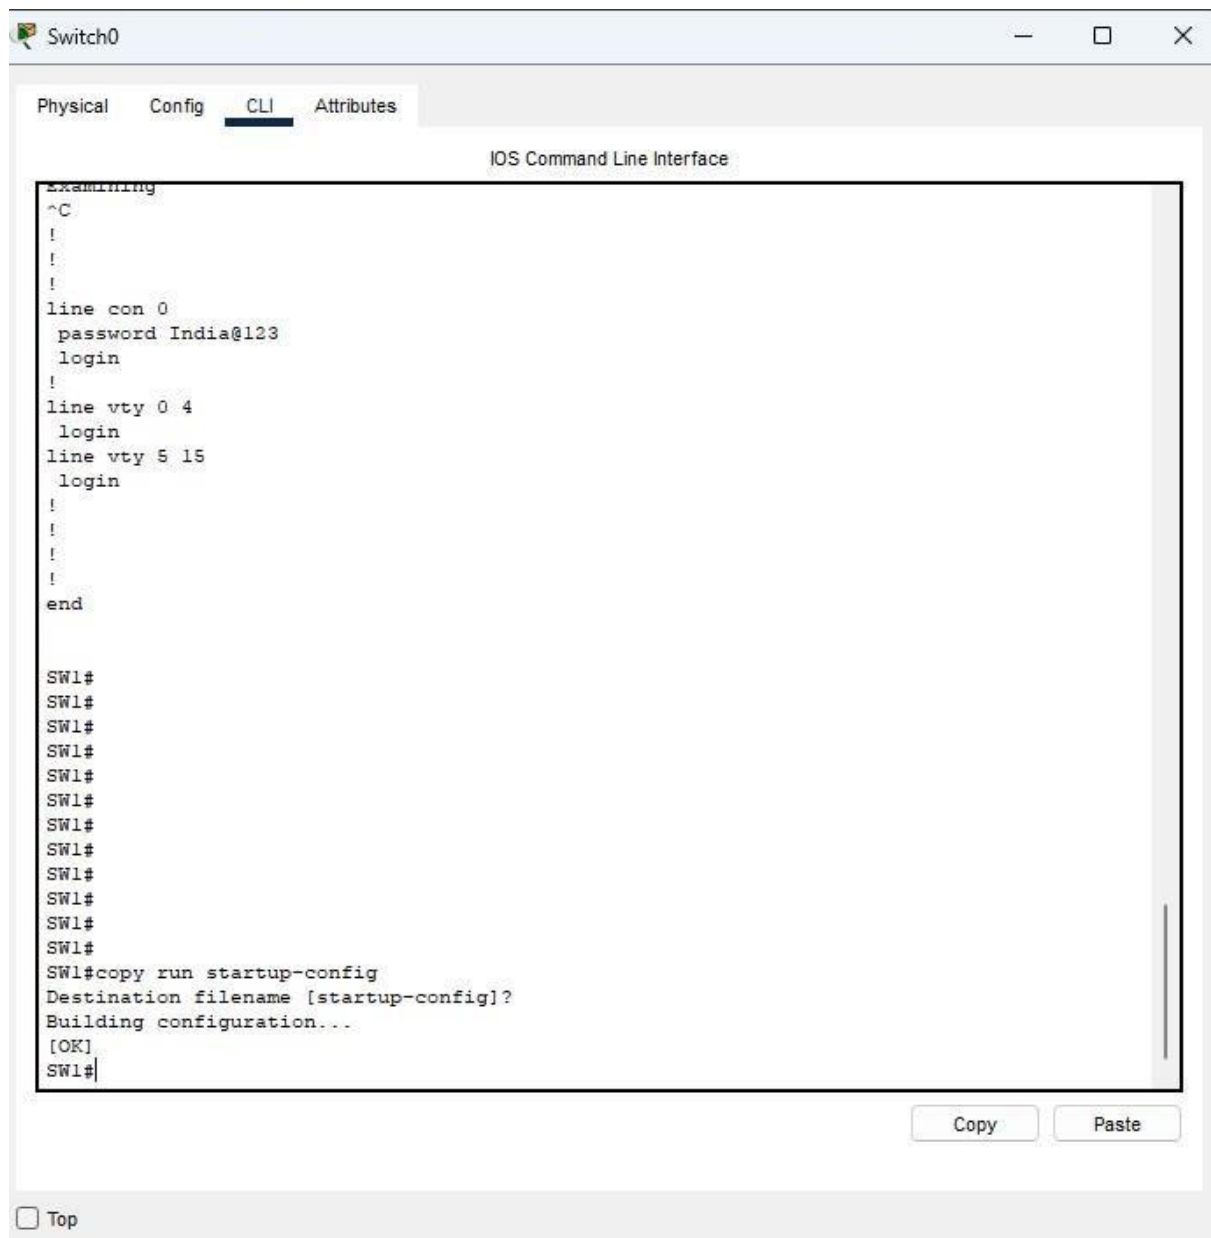 Switch0
Physical Config CLI Attributes
IOS Command Line Interface
Examining
^C
!
!
!
line con 0
password India@123
login
!
line vty 0 4
login
line vty 5 15
login
!
!
!
!
end
SW1#
SW1#
SW1#
SW1#
SW1#
SW1#
SW1#
SW1#
SW1#
SW1#
SW1#
SW1#
SW1#copy run startup-config
Destination filename [startup-config]?
Building configuration...
[OK]
SW1#
Copy Paste
Top